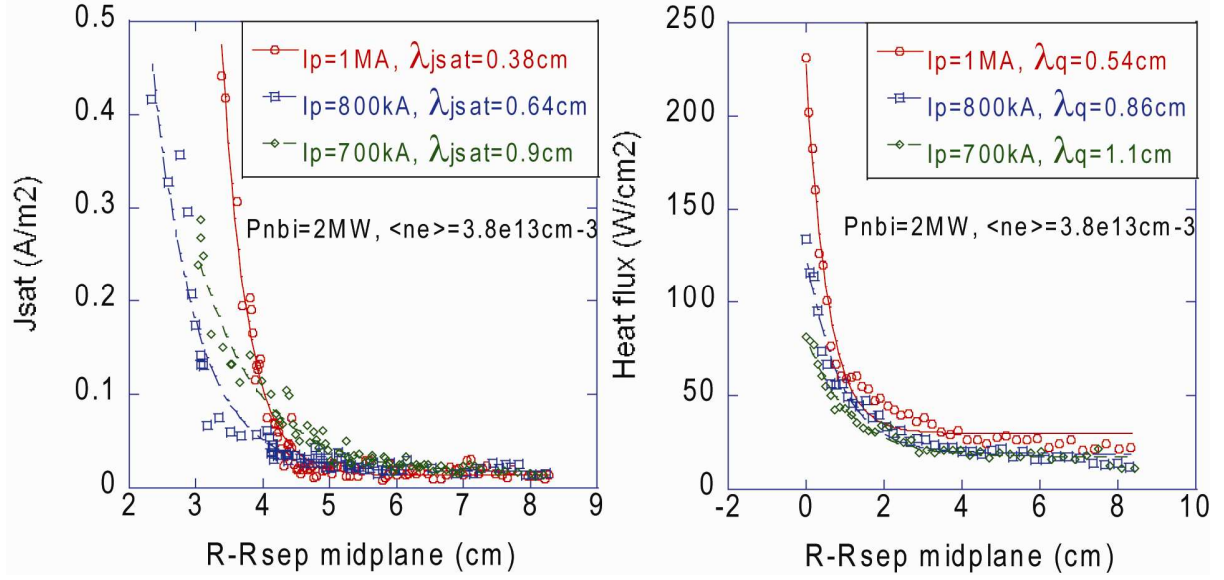 0.5
0.4
0.3
0.2
0.1
0
Jsat (A/m2)
Ip=1MA, λjsat=0.38cm
Ip=800kA, λjsat=0.64cm
Ip=700kA, λjsat=0.9cm
Pnbi=2MW, <ne>=3.8e13cm-3
2 3 4 5 6 7 8 9
R-Rsep midplane (cm)
250
200
150
100
50
0
Heat flux (W/cm2)
Ip=1MA, λq=0.54cm
Ip=800kA, λq=0.86cm
Ip=700kA, λq=1.1cm
Pnbi=2MW, <ne>=3.8e13cm-3
-2 0 2 4 6 8 10
R-Rsep midplane (cm)